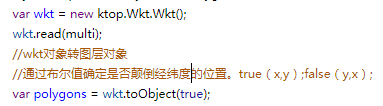 var wkt = new ktop.Wkt.Wkt();
wkt.read(multi);
//wkt对象转图层对象
//通过布尔值确定是否颠倒经纬度的位置。true（x,y）;false（y,x）;
var polygons = wkt.toObject(true);